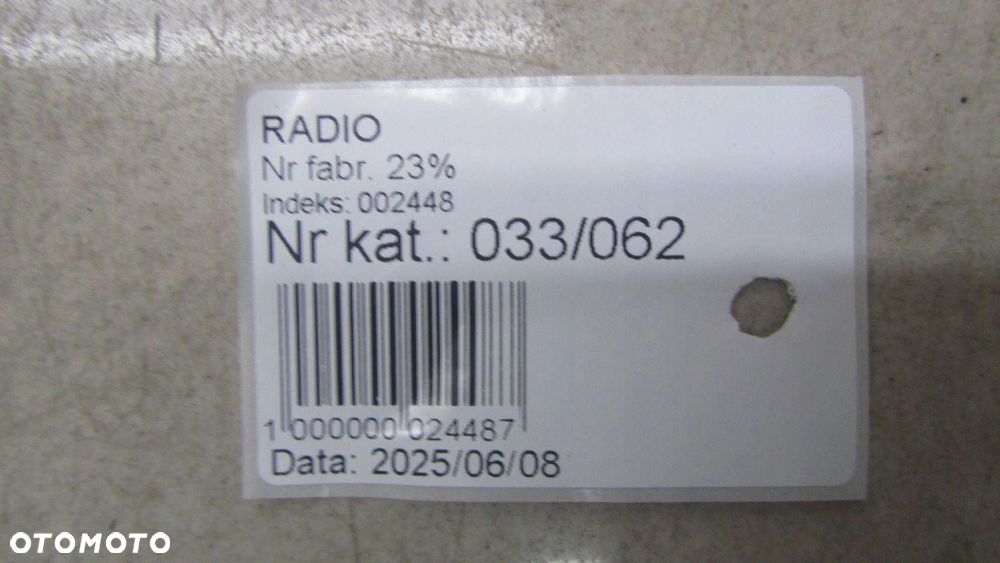 RADIO
Nr fabr. 23%
Indeks: 002448
Nr kat.: 033/062
1 000000 024487
Data: 2025/06/08
OTOMOTO